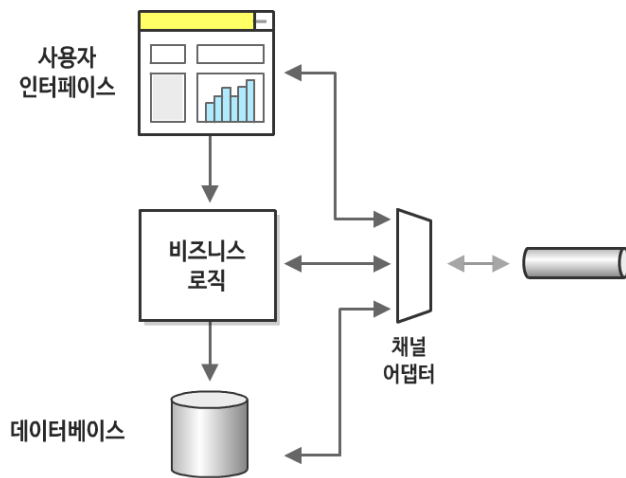 사용자
인터페이스
비즈니스
로직
채널
어댑터
데이터베이스